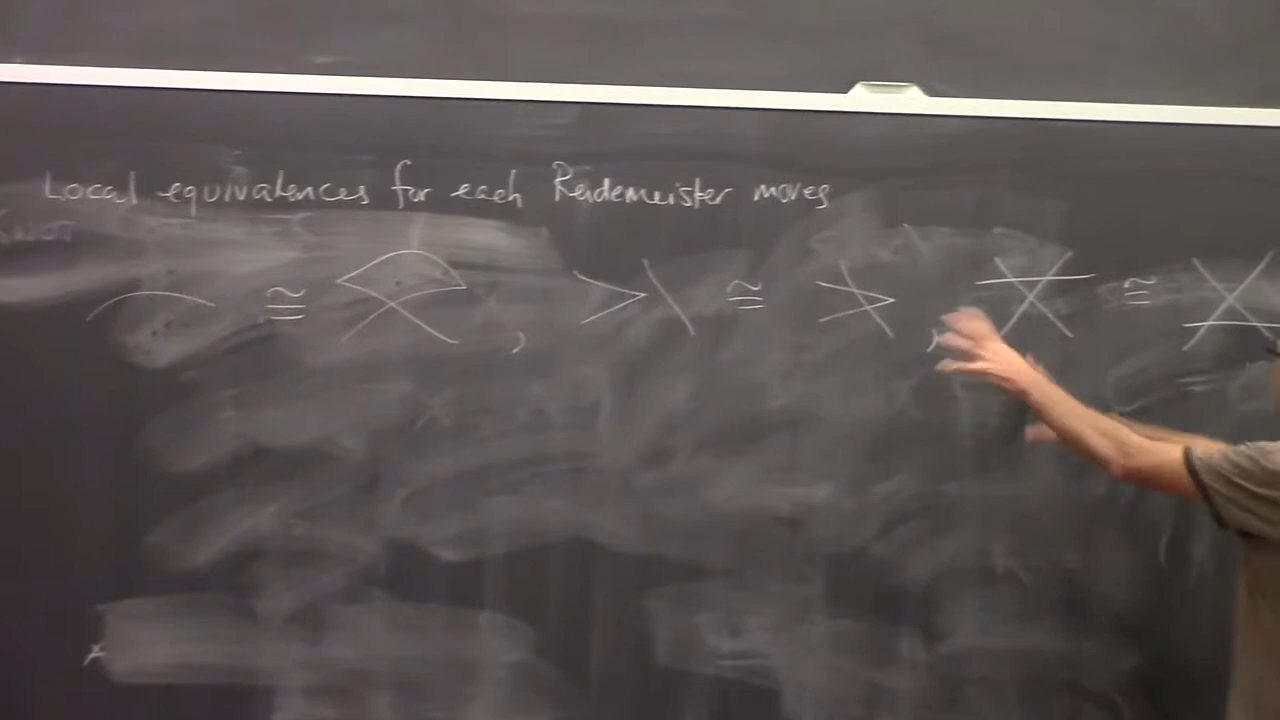 Local equivalences for each Reidemeister moves
≅ , ≅ , ≅